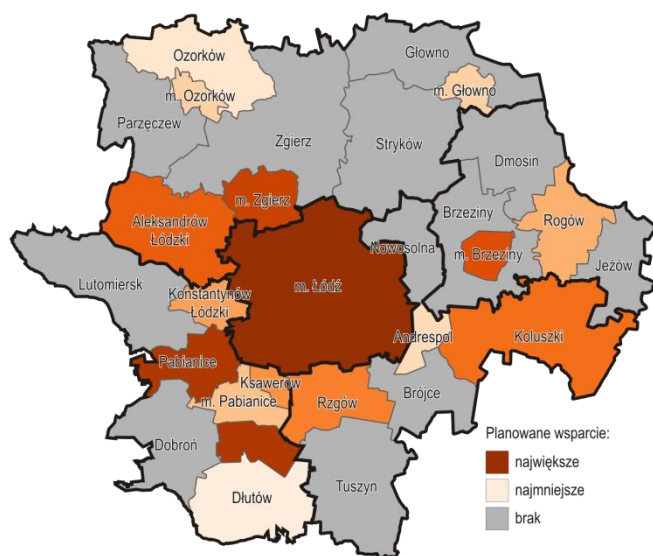 Ozorków
m. Ozorków
Parzęczew
Zgierz
Głowno
m. Głowno
Stryków
Dmosin
m. Zgierz
Aleksandrów
Łódzki
Brzeziny
Rogów
Nowosolna
m. Brzeziny
Jeżów
Lutomiersk
Konstantynów
Łódzki
m. Łódź
Andrespol
Koluszki
Pabianice
Ksawerów
m. Pabianice
Rzgów
Brójce
Dobroń
Dłutów
Tuszyn
Planowane wsparcie:
największe
najmniejsze
brak